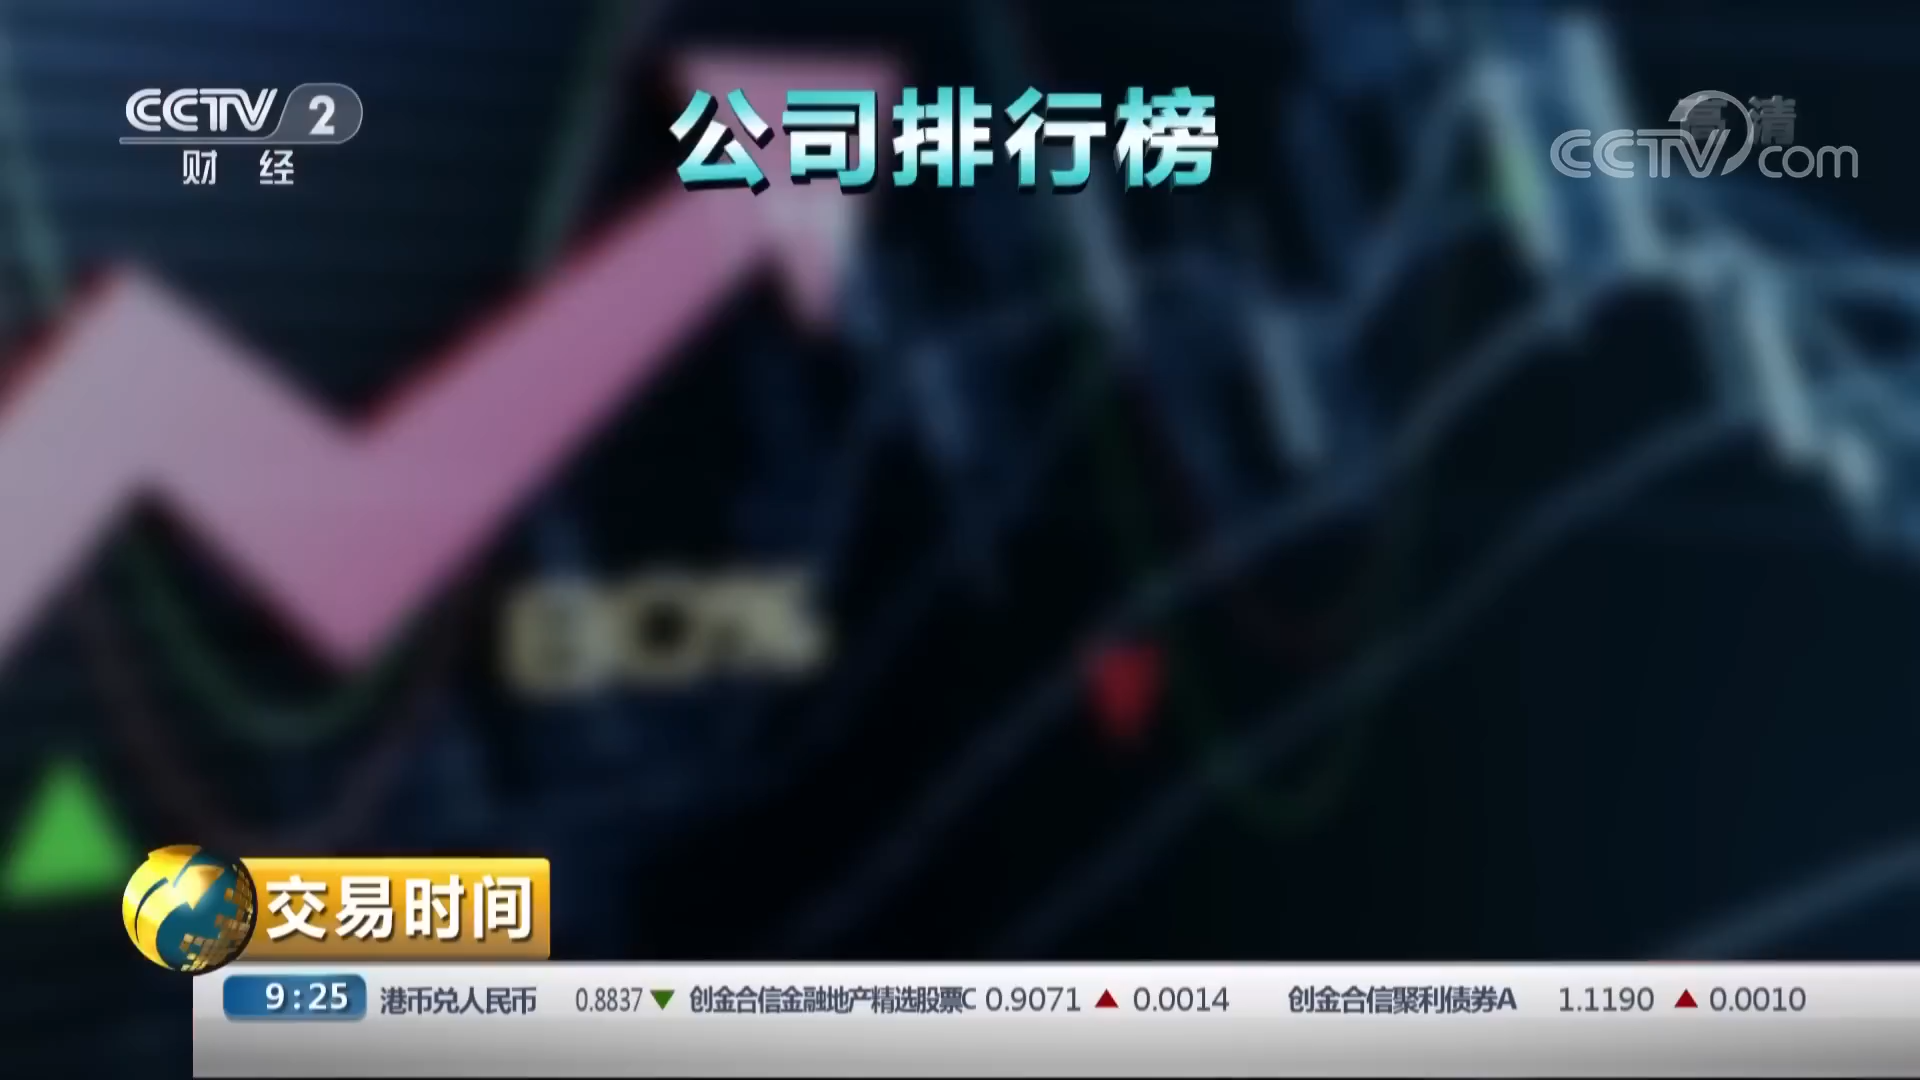 CCTV 2
财 经
公司排行榜
高清
CCTV com
交易时间
9:25 港币兑人民币 0.8837 ▼ 创金合信金融地产精选股票C 0.9071 ▲ 0.0014 创金合信聚利债券A 1.1190 ▲ 0.0010